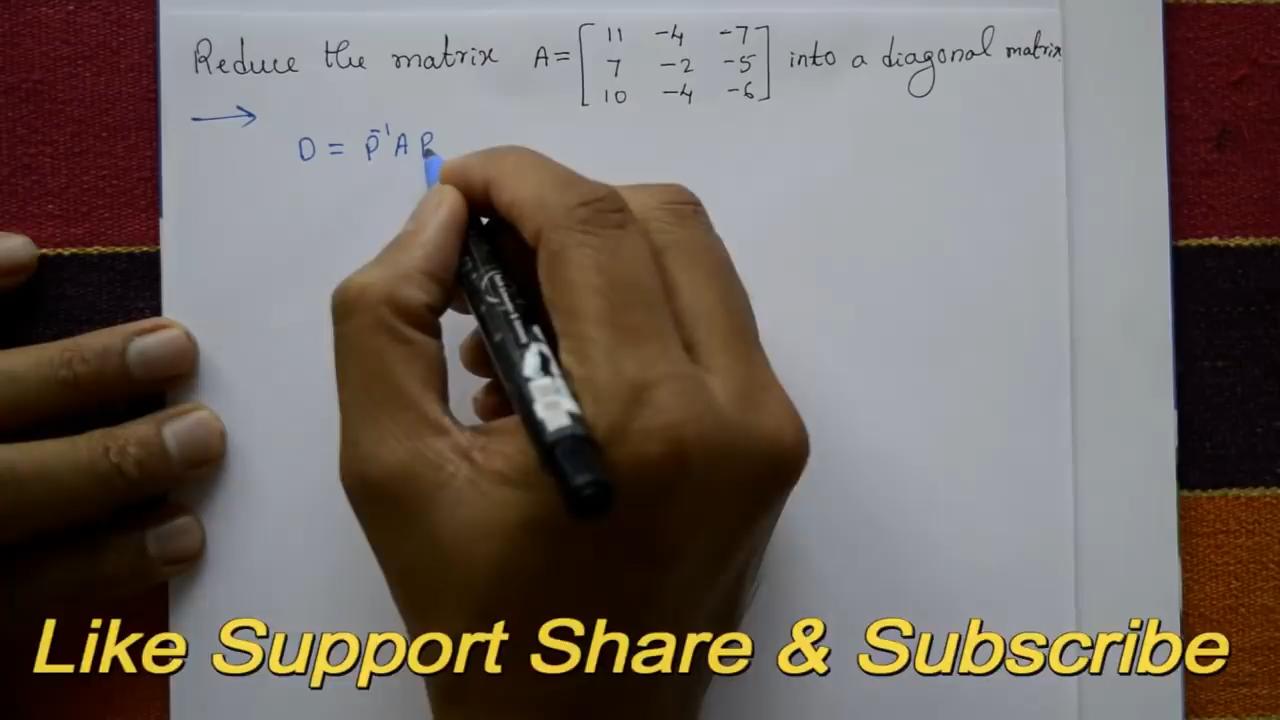 Reduce the matrix A = [ 11 -4 -7 ] into a diagonal matrix
7 -2 -5
10 -4 -6
→ D = P⁻¹ A P
Like Support Share & Subscribe